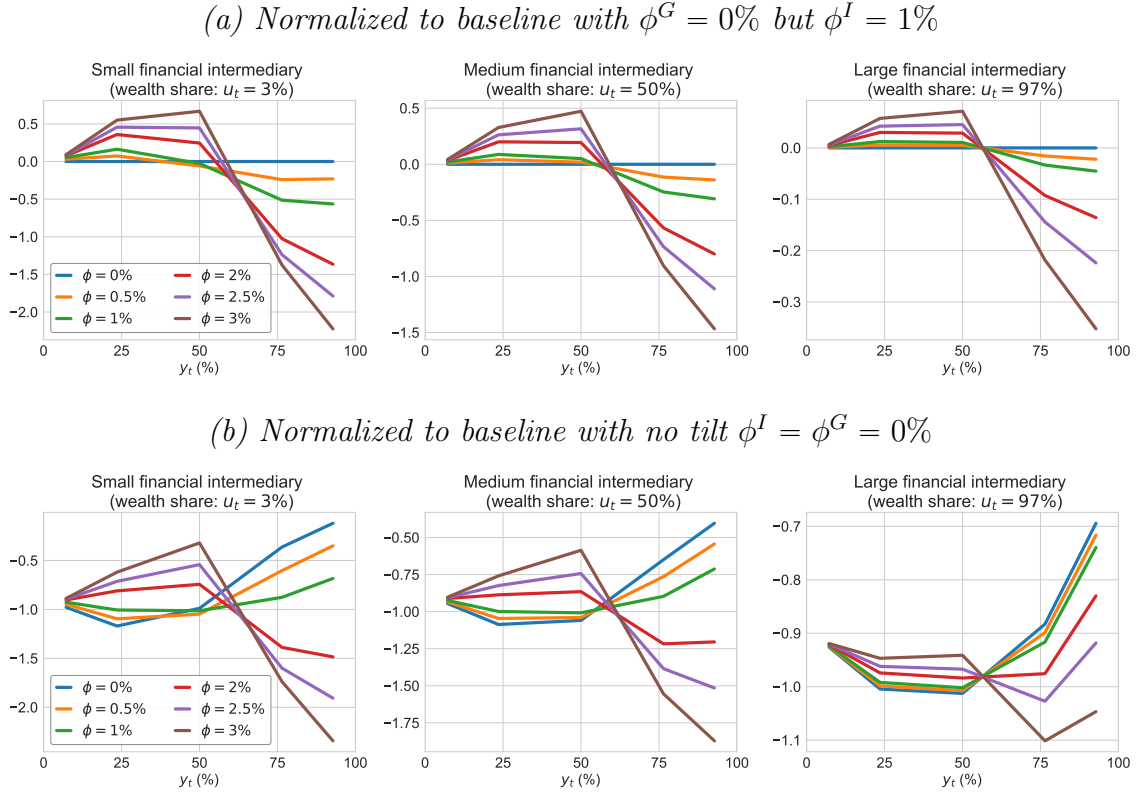 (a) Normalized to baseline with ϕ^G = 0% but ϕ^I = 1%
Small financial intermediary
(wealth share: u_t = 3%)
0.5
0.0
−0.5
−1.0
−1.5
−2.0
ϕ = 0%
ϕ = 0.5%
ϕ = 1%
ϕ = 2%
ϕ = 2.5%
ϕ = 3%
0 25 50 75 100
y_t (%)
Medium financial intermediary
(wealth share: u_t = 50%)
0.5
0.0
−0.5
−1.0
−1.5
0 25 50 75 100
y_t (%)
Large financial intermediary
(wealth share: u_t = 97%)
0.0
−0.1
−0.2
−0.3
0 25 50 75 100
y_t (%)
(b) Normalized to baseline with no tilt ϕ^I = ϕ^G = 0%
Small financial intermediary
(wealth share: u_t = 3%)
−0.5
−1.0
−1.5
−2.0
ϕ = 0%
ϕ = 0.5%
ϕ = 1%
ϕ = 2%
ϕ = 2.5%
ϕ = 3%
0 25 50 75 100
y_t (%)
Medium financial intermediary
(wealth share: u_t = 50%)
−0.50
−0.75
−1.00
−1.25
−1.50
−1.75
0 25 50 75 100
y_t (%)
Large financial intermediary
(wealth share: u_t = 97%)
−0.7
−0.8
−0.9
−1.0
−1.1
0 25 50 75 100
y_t (%)